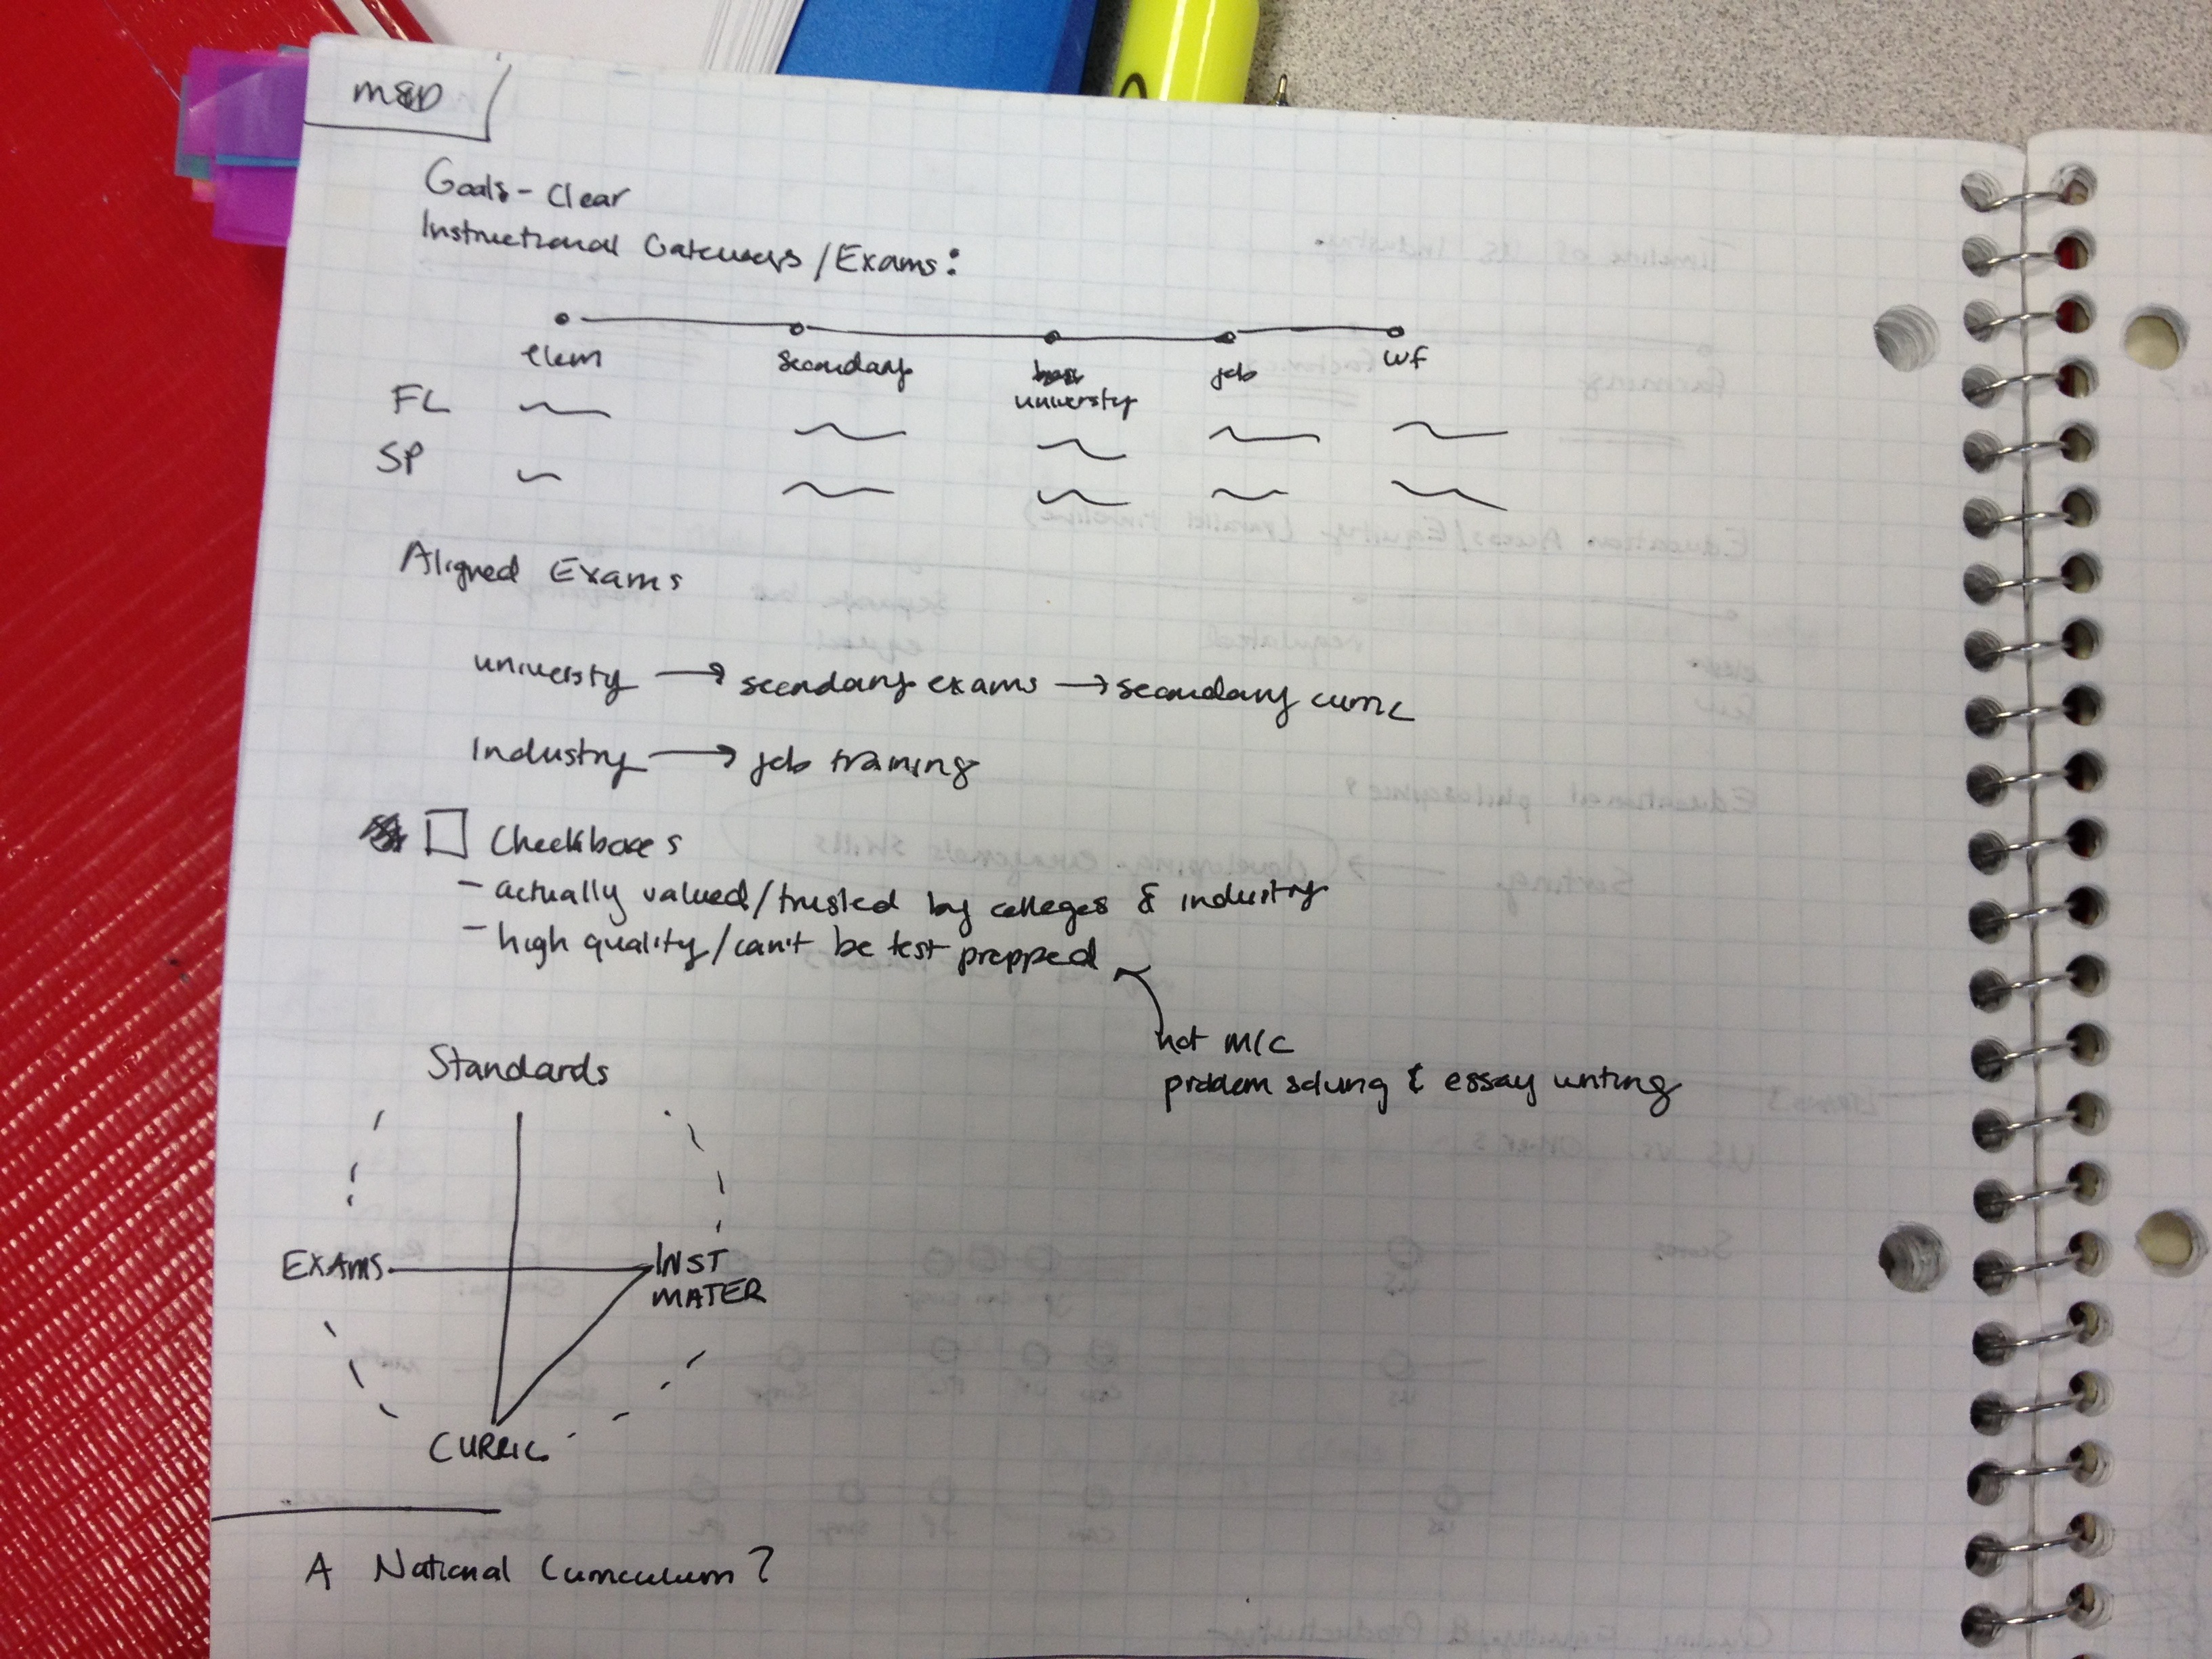 M&D
Goals - Clear
Instructional Gateways/Exams:
elem secondary university job wf
FL
SP
Aligned Exams
university → secondary exams → secondary curric
Industry → job training
□ Checkboxes
- actually valued/trusted by colleges & industry
- high quality/can't be test prepped
not M/C
problem solving & essay writing
Standards
EXAMS
INST
MATER
CURRIC
A National Curriculum?